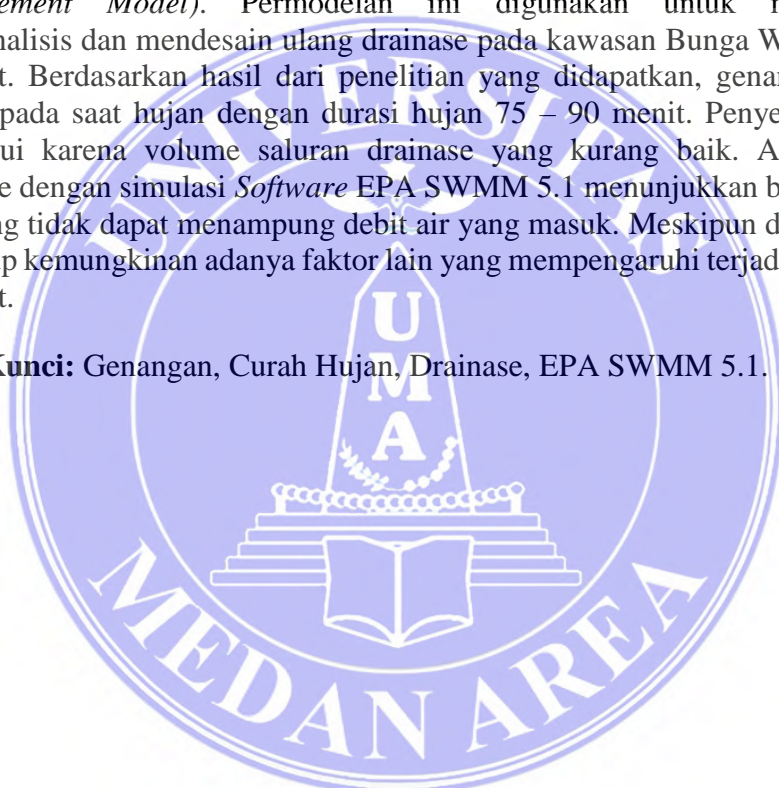 ement Model). Permodelan ini digunakan untuk
nalisis dan mendesain ulang drainase pada kawasan Bunga W
t. Berdasarkan hasil dari penelitian yang didapatkan, genar
pada saat hujan dengan durasi hujan 75 – 90 menit. Penye
ui karena volume saluran drainase yang kurang baik. A
e dengan simulasi Software EPA SWMM 5.1 menunjukkan b
ng tidak dapat menampung debit air yang masuk. Meskipun d
p kemungkinan adanya faktor lain yang mempengaruhi terjad
t.
Kunci: Genangan, Curah Hujan, Drainase, EPA SWMM 5.1.
UNIVERSITAS
U
M
A
MEDAN AREA